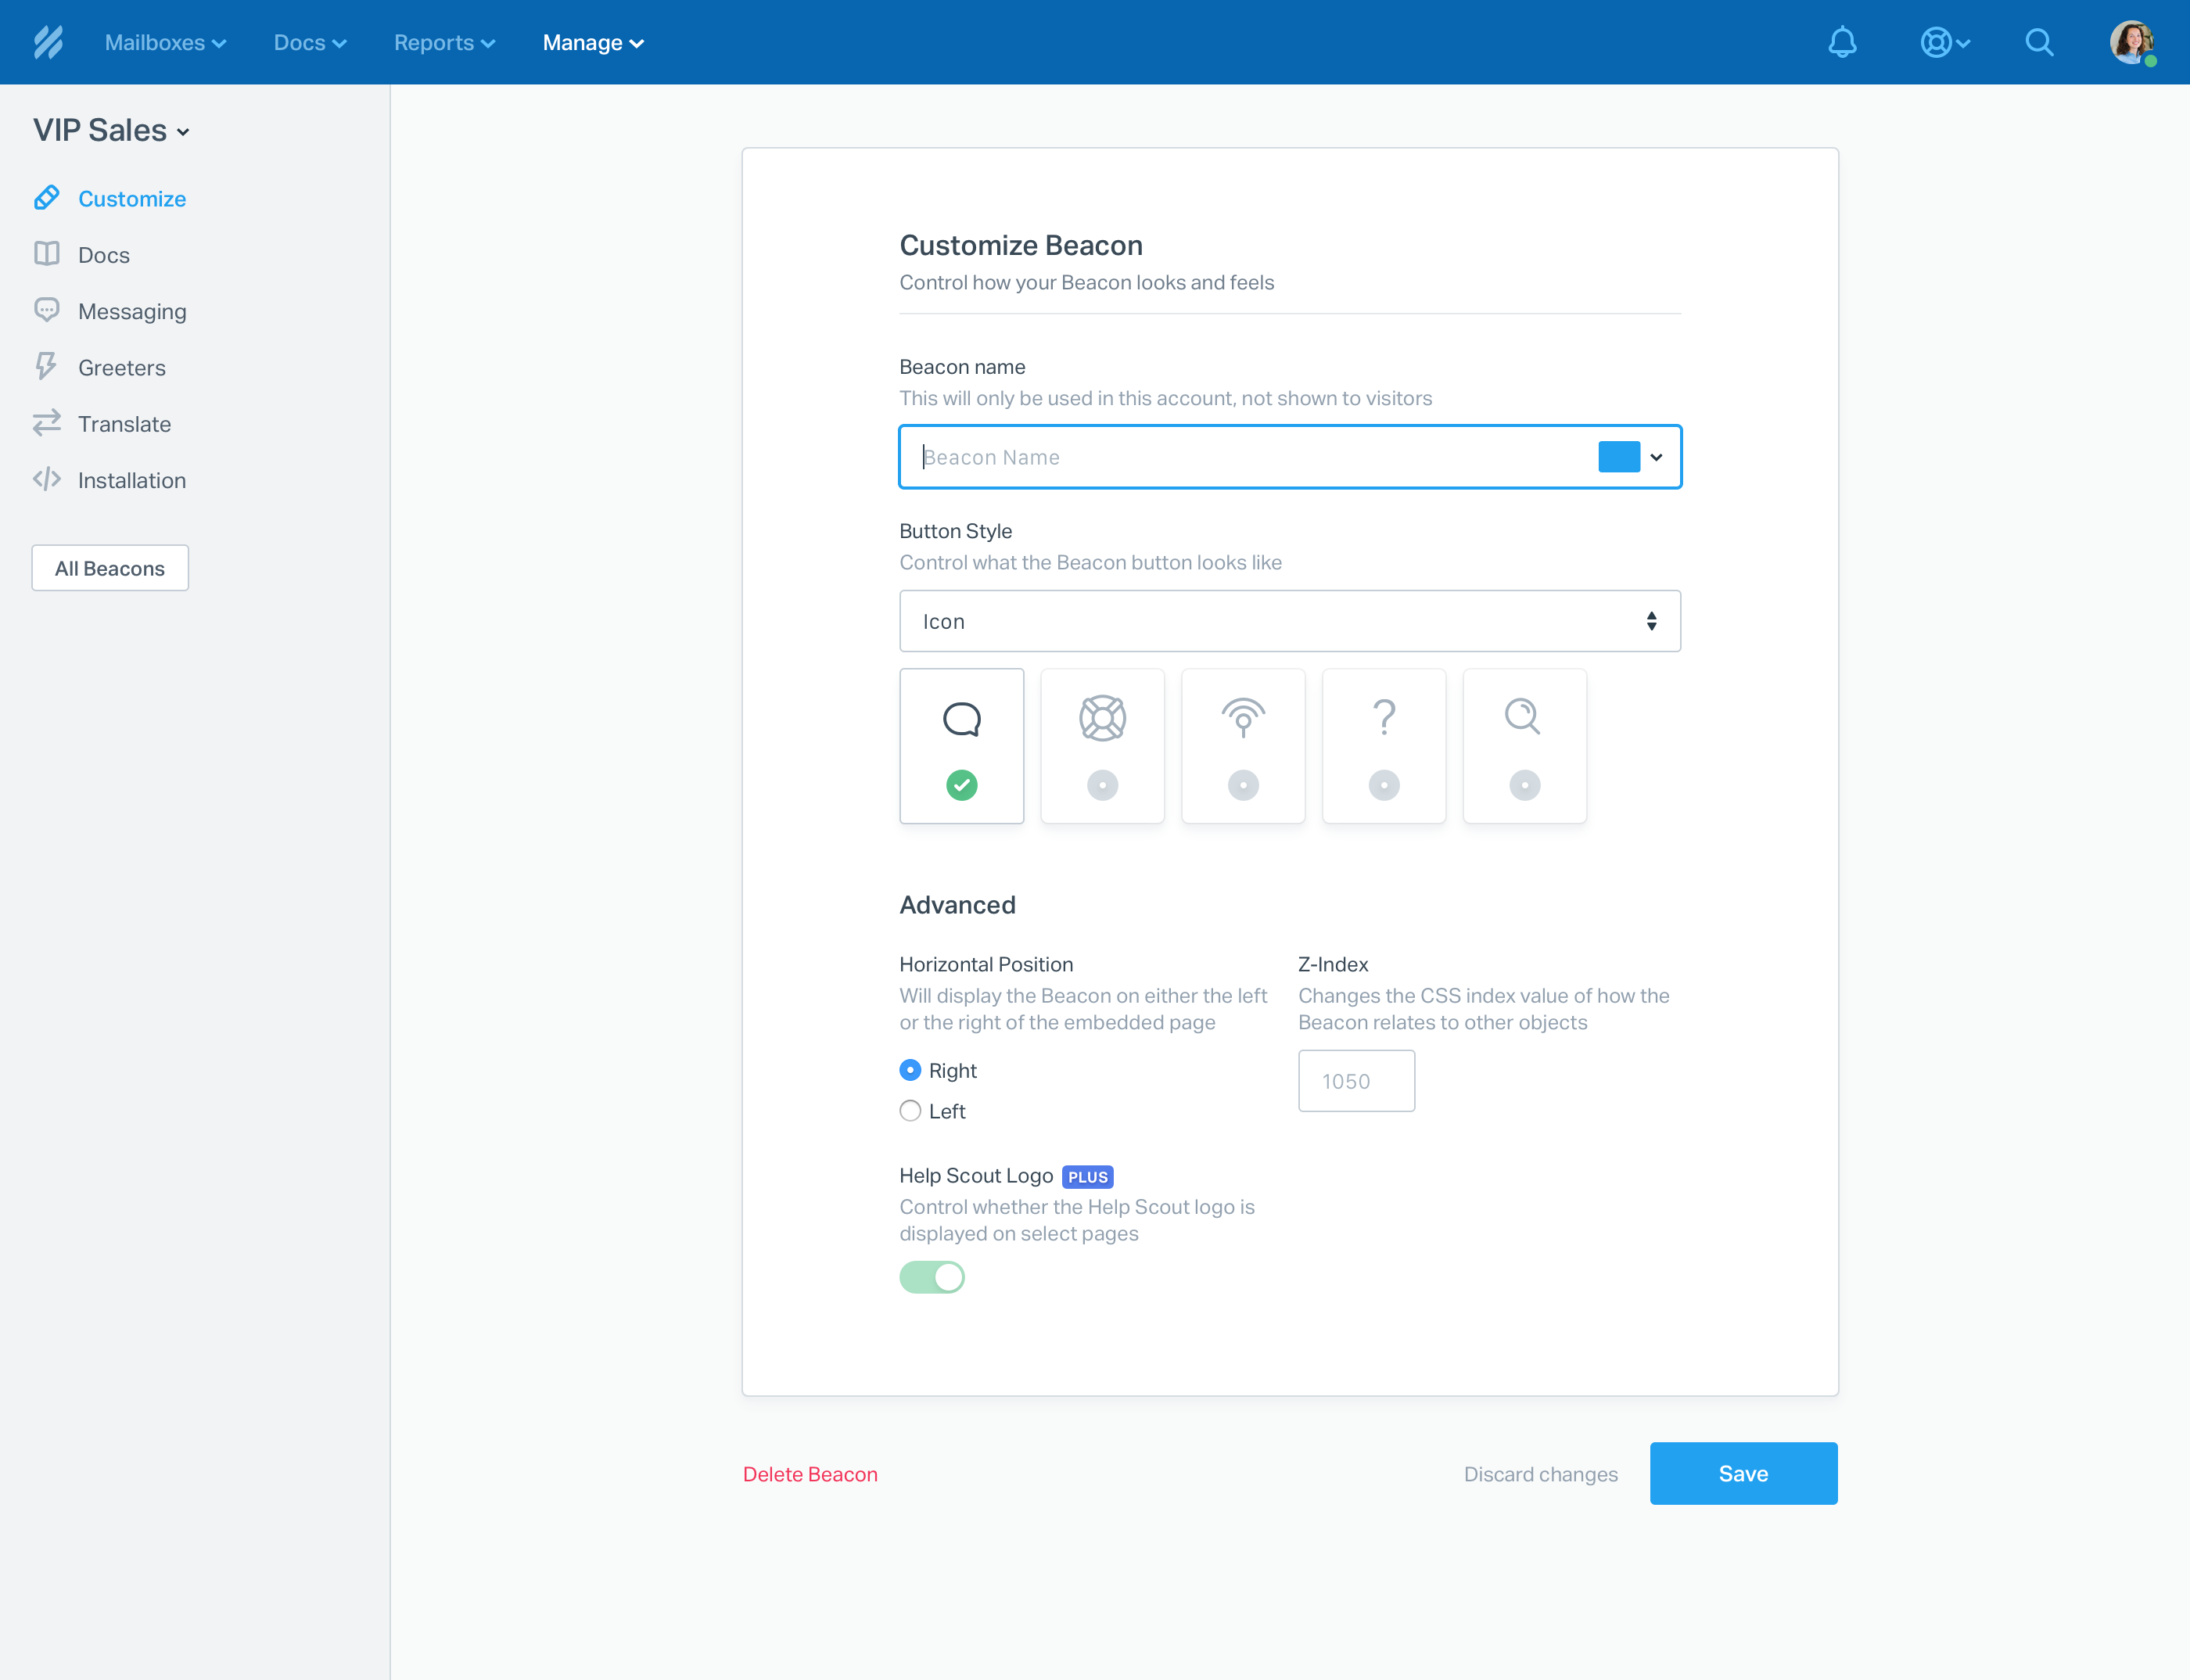 Mailboxes
Docs
Reports
Manage
VIP Sales
Customize
Docs
Messaging
Greeters
Translate
Installation
All Beacons
Customize Beacon
Control how your Beacon looks and feels
Beacon name
This will only be used in this account, not shown to visitors
Beacon Name
Button Style
Control what the Beacon button looks like
Icon
Advanced
Horizontal Position
Will display the Beacon on either the left
or the right of the embedded page
Right
Left
Z-Index
Changes the CSS index value of how the
Beacon relates to other objects
1050
Help Scout Logo PLUS
Control whether the Help Scout logo is
displayed on select pages
Delete Beacon
Discard changes
Save